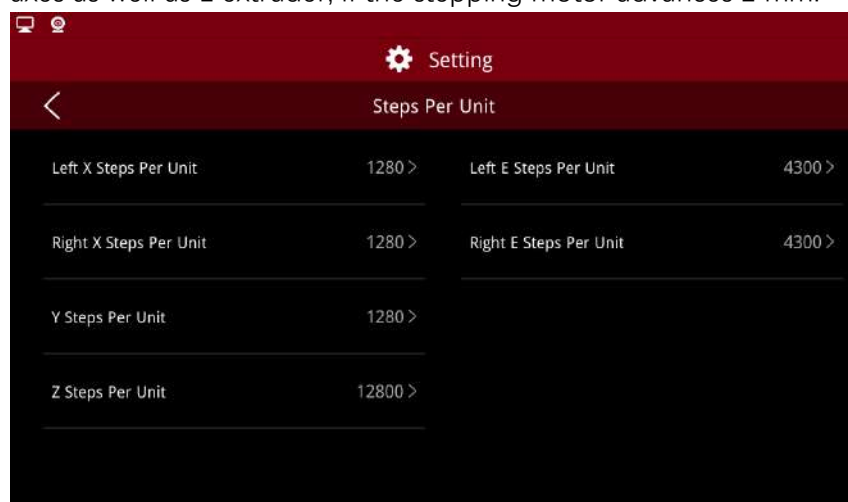 axes as well as E extruder, if the stepping motor advances 1 mm.
Setting
Steps Per Unit
Left X Steps Per Unit 1280 > Left E Steps Per Unit 4300 >
Right X Steps Per Unit 1280 > Right E Steps Per Unit 4300 >
Y Steps Per Unit 1280 >
Z Steps Per Unit 12800 >